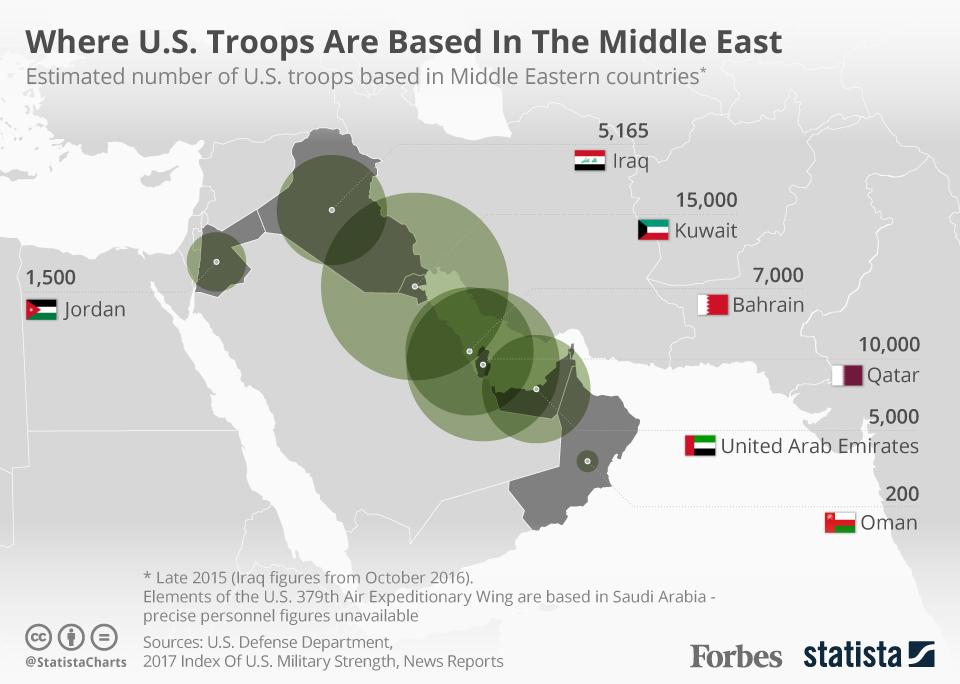 Where U.S. Troops Are Based In The Middle East
Estimated number of U.S. troops based in Middle Eastern countries*
5,165
Iraq
15,000
Kuwait
7,000
Bahrain
1,500
Jordan
10,000
Qatar
5,000
United Arab Emirates
200
Oman
* Late 2015 (Iraq figures from October 2016).
Elements of the U.S. 379th Air Expeditionary Wing are based in Saudi Arabia -
precise personnel figures unavailable
Sources: U.S. Defense Department,
2017 Index Of U.S. Military Strength, News Reports
cc
@StatistaCharts
Forbes
statista